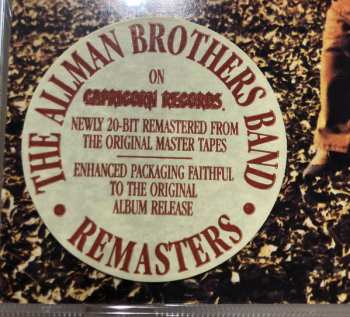 THE ALLMAN BROTHERS BAND
ON
CAPRICORN RECORDS.
NEWLY 20-BIT REMASTERED FROM
THE ORIGINAL MASTER TAPES
ENHANCED PACKAGING FAITHFUL
TO THE ORIGINAL
ALBUM RELEASE
• REMASTERS •